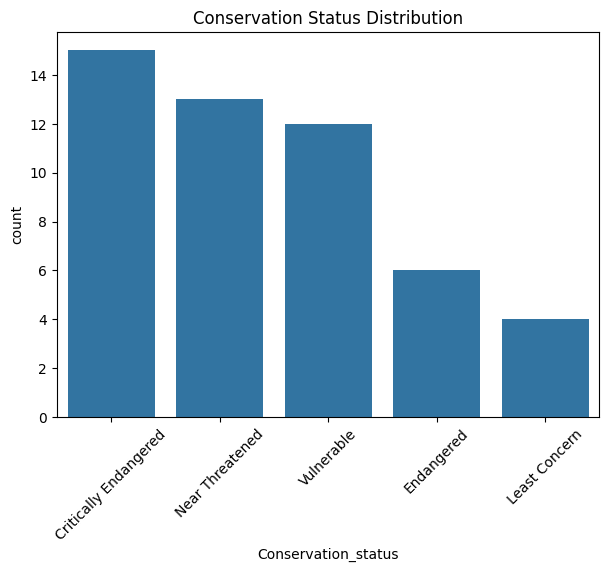 Conservation Status Distribution
count
14
12
10
8
6
4
2
0
Critically Endangered
Near Threatened
Vulnerable
Endangered
Least Concern
Conservation_status